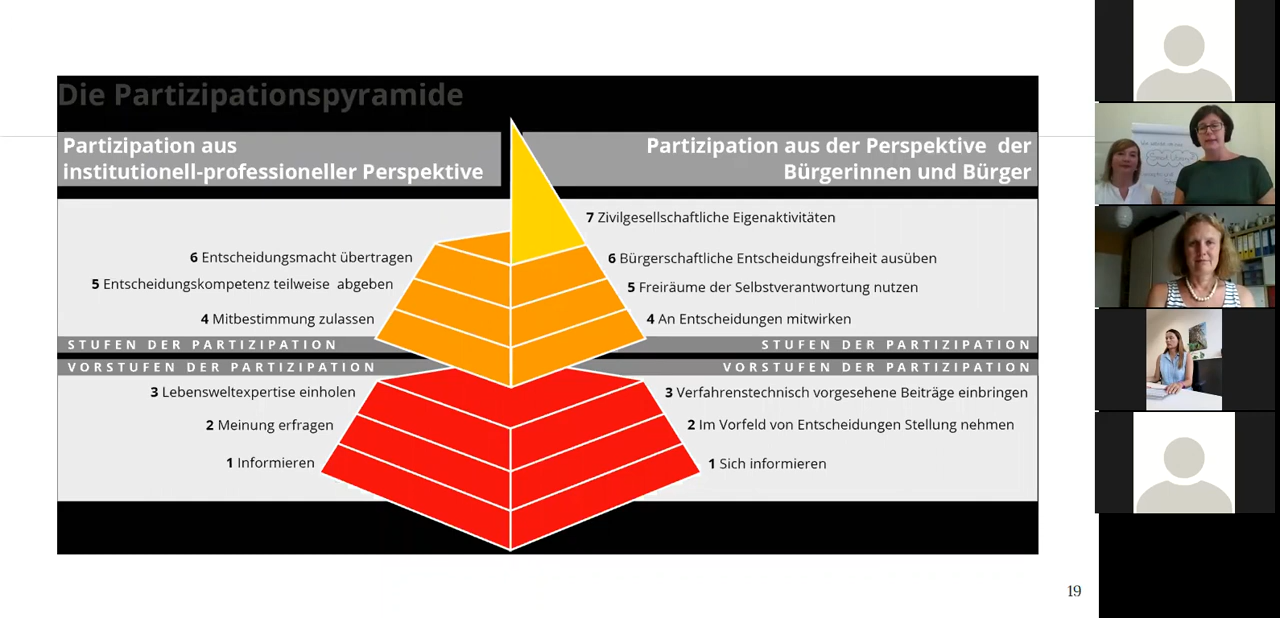 Die Partizipationspyramide
Partizipation aus
institutionell-professioneller Perspektive
Partizipation aus der Perspektive der
Bürgerinnen und Bürger
7 Zivilgesellschaftliche Eigenaktivitäten
6 Entscheidungsmacht übertragen
6 Bürgerschaftliche Entscheidungsfreiheit ausüben
5 Entscheidungskompetenz teilweise abgeben
5 Freiräume der Selbstverantwortung nutzen
4 Mitbestimmung zulassen
4 An Entscheidungen mitwirken
STUFEN DER PARTIZIPATION
STUFEN DER PARTIZIPATION
VORSTUFEN DER PARTIZIPATION
VORSTUFEN DER PARTIZIPATION
3 Lebensweltexpertise einholen
3 Verfahrenstechnisch vorgesehene Beiträge einbringen
2 Meinung erfragen
2 Im Vorfeld von Entscheidungen Stellung nehmen
1 Informieren
1 Sich informieren
19